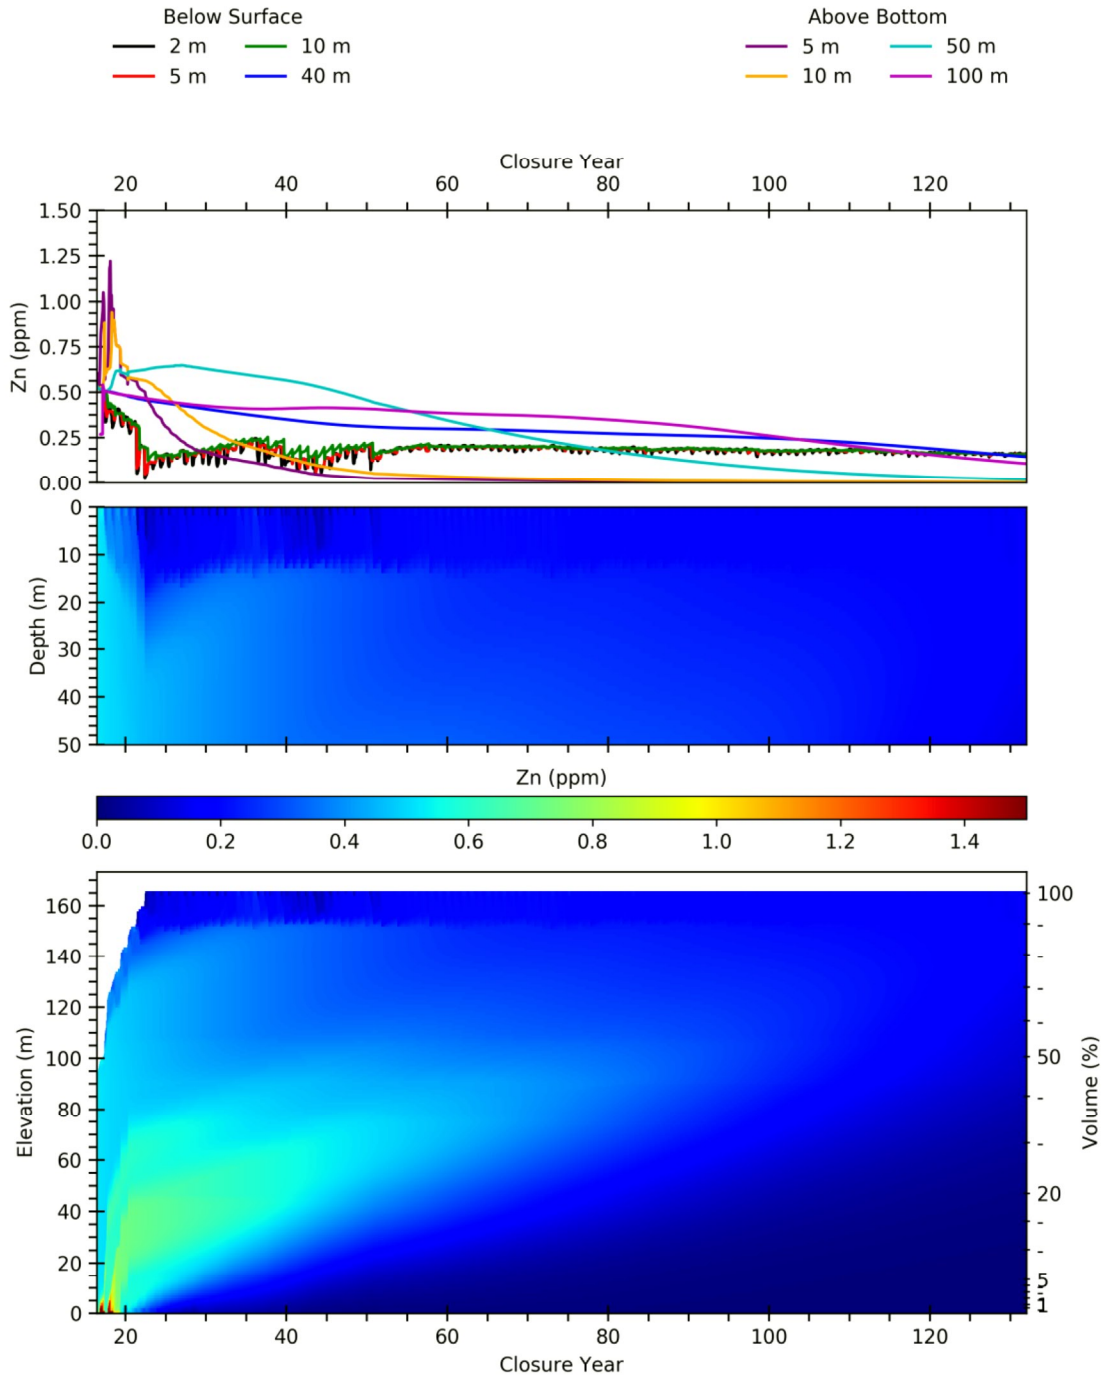 Below Surface
2 m
10 m
5 m
40 m
Above Bottom
5 m
50 m
10 m
100 m
Closure Year
20 40 60 80 100 120
1.50
1.25
1.00
0.75
0.50
0.25
0.00
Zn (ppm)
0
10
20
30
40
50
Depth (m)
Zn (ppm)
0.0 0.2 0.4 0.6 0.8 1.0 1.2 1.4
160
140
120
100
80
60
40
20
0
Elevation (m)
100
-
-
-
-
50
-
-
20
-
-
5
1
Volume (%)
20 40 60 80 100 120
Closure Year